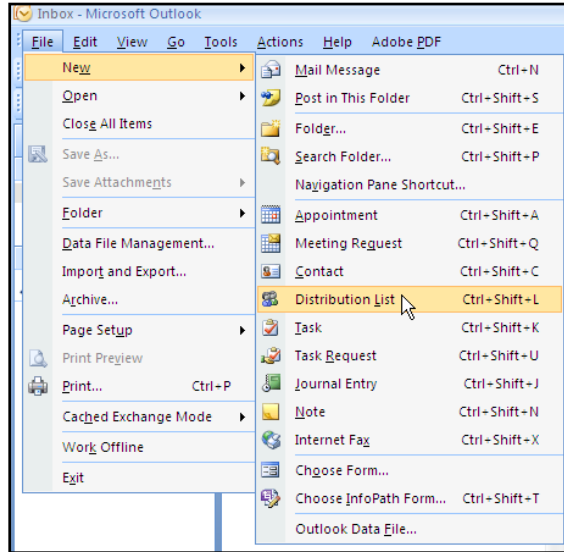 Inbox - Microsoft Outlook
File Edit View Go Tools Actions Help Adobe PDF
New
Open
Close All Items
Save As...
Save Attachments
Folder
Data File Management...
Import and Export...
Archive...
Page Setup
Print Preview
Print... Ctrl+P
Cached Exchange Mode
Work Offline
Exit
Mail Message Ctrl+N
Post in This Folder Ctrl+Shift+S
Folder... Ctrl+Shift+E
Search Folder... Ctrl+Shift+P
Navigation Pane Shortcut...
Appointment Ctrl+Shift+A
Meeting Request Ctrl+Shift+Q
Contact Ctrl+Shift+C
Distribution List Ctrl+Shift+L
Task Ctrl+Shift+K
Task Request Ctrl+Shift+U
Journal Entry Ctrl+Shift+J
Note Ctrl+Shift+N
Internet Fax Ctrl+Shift+X
Choose Form...
Choose InfoPath Form... Ctrl+Shift+T
Outlook Data File...